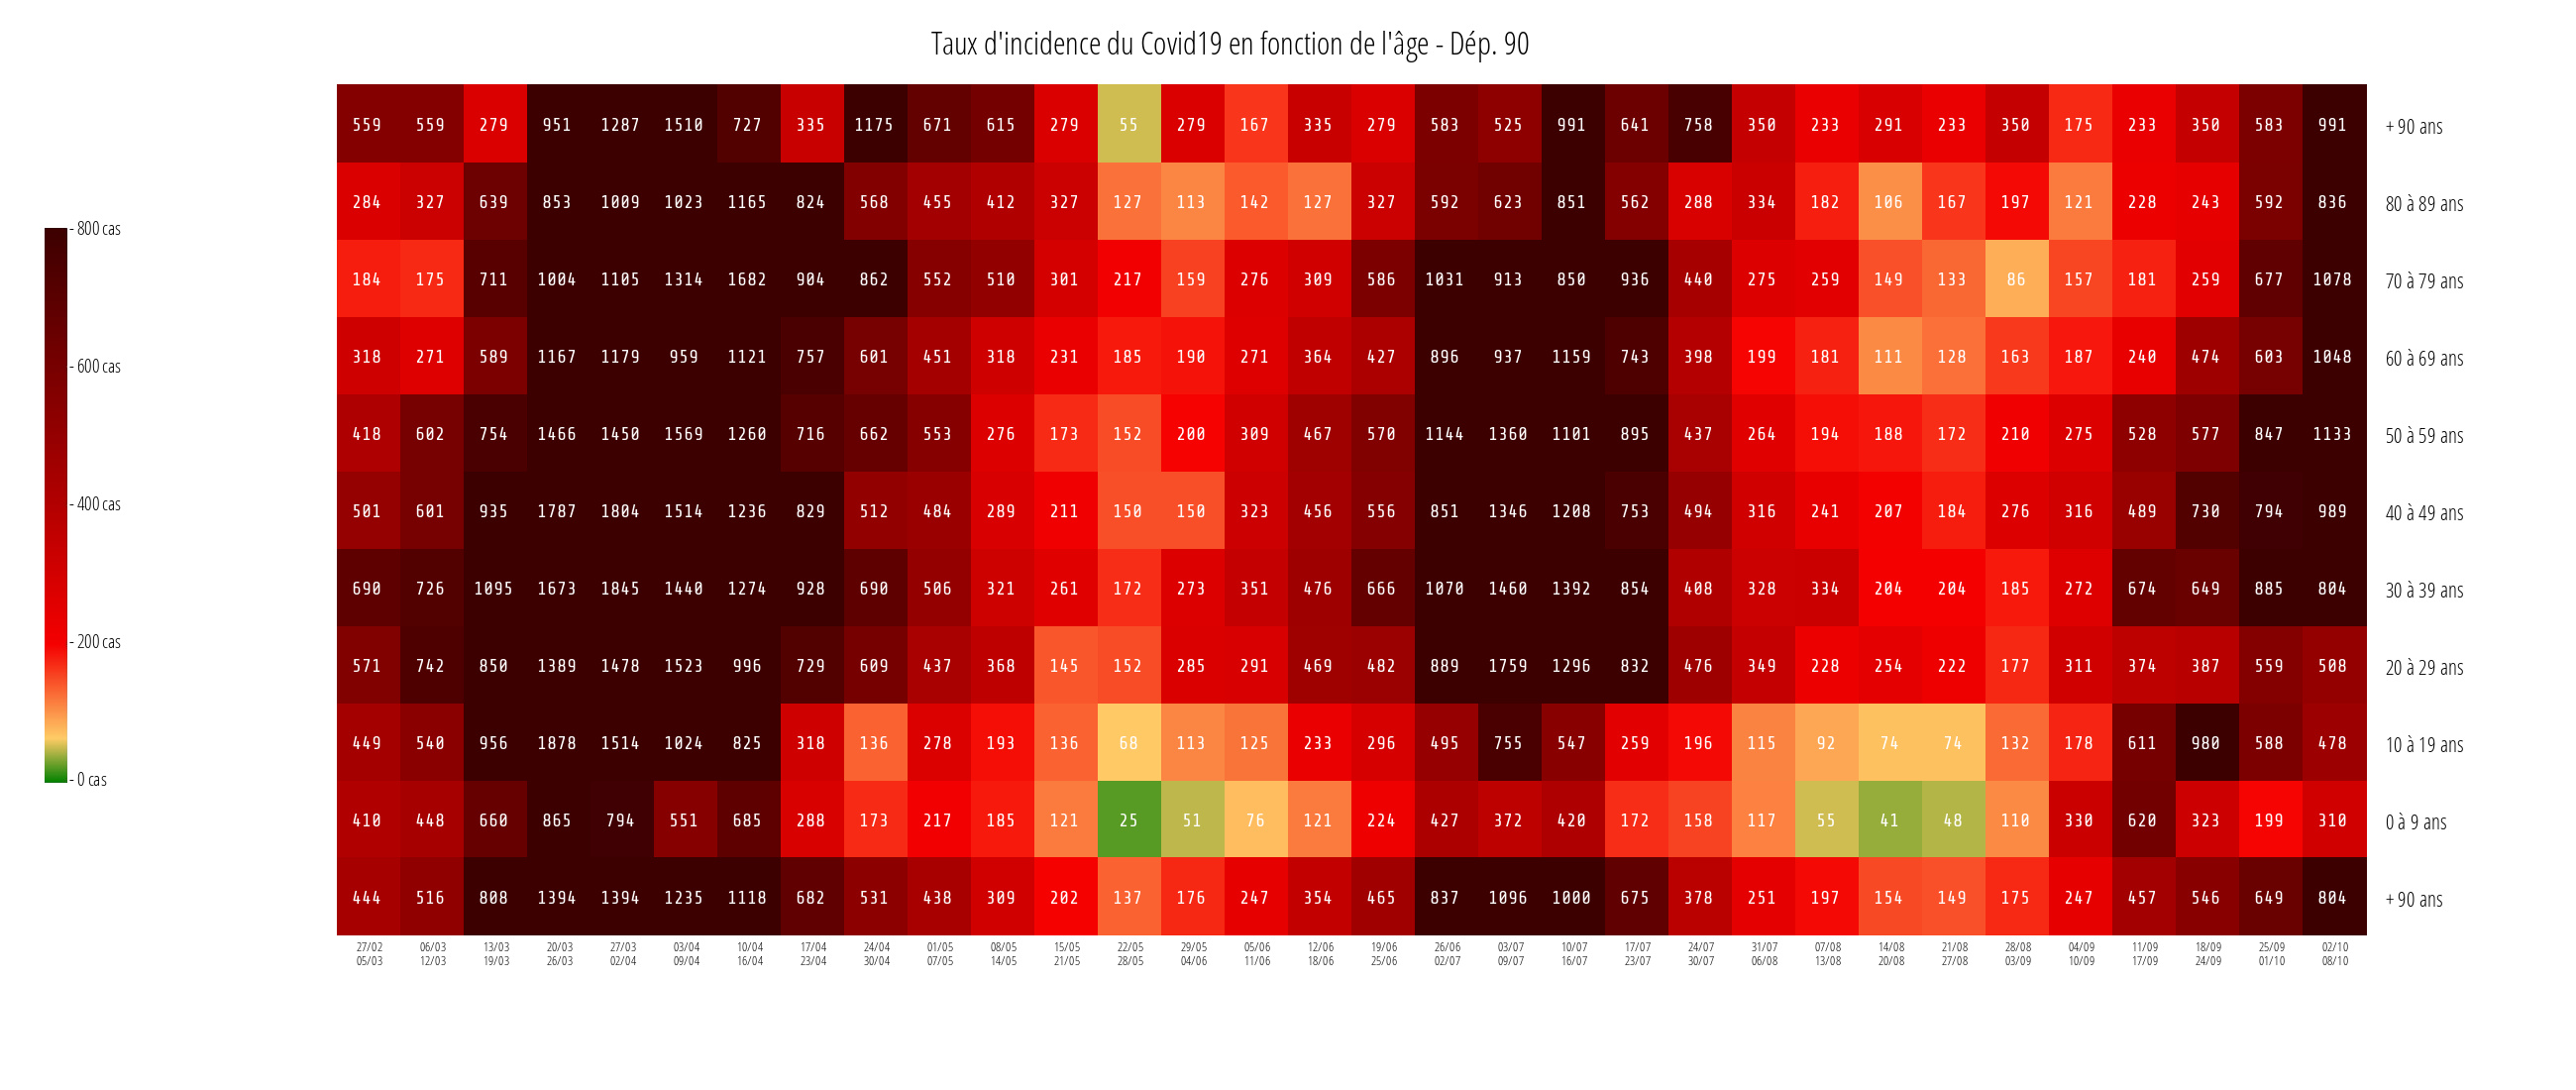 Taux d'incidence du Covid19 en fonction de l'âge - Dép. 90
- 800 cas
- 600 cas
- 400 cas
- 200 cas
- 0 cas
559 559 279 951 1287 1510 727 335 1175 671 615 279 55 279 167 335 279 583 525 991 641 758 350 233 291 233 350 175 233 350 583 991 + 90 ans
284 327 639 853 1009 1023 1165 824 568 455 412 327 127 113 142 127 327 592 623 851 562 288 334 182 106 167 197 121 228 243 592 836 80 à 89 ans
184 175 711 1004 1105 1314 1682 904 862 552 510 301 217 159 276 309 586 1031 913 850 936 440 275 259 149 133 86 157 181 259 677 1078 70 à 79 ans
318 271 589 1167 1179 959 1121 757 601 451 318 231 185 190 271 364 427 896 937 1159 743 398 199 181 111 128 163 187 240 474 603 1048 60 à 69 ans
418 602 754 1466 1450 1569 1260 716 662 553 276 173 152 200 309 467 570 1144 1360 1101 895 437 264 194 188 172 210 275 528 577 847 1133 50 à 59 ans
501 601 935 1787 1804 1514 1236 829 512 484 289 211 150 150 323 456 556 851 1346 1208 753 494 316 241 207 184 276 316 489 730 794 989 40 à 49 ans
690 726 1095 1673 1845 1440 1274 928 690 506 321 261 172 273 351 476 666 1070 1460 1392 854 408 328 334 204 204 185 272 674 649 885 804 30 à 39 ans
571 742 850 1389 1478 1523 996 729 609 437 368 145 152 285 291 469 482 889 1759 1296 832 476 349 228 254 222 177 311 374 387 559 508 20 à 29 ans
449 540 956 1878 1514 1024 825 318 136 278 193 136 68 113 125 233 296 495 755 547 259 196 115 92 74 74 132 178 611 980 588 478 10 à 19 ans
410 448 660 865 794 551 685 288 173 217 185 121 25 51 76 121 224 427 372 420 172 158 117 55 41 48 110 330 620 323 199 310 0 à 9 ans
444 516 808 1394 1394 1235 1118 682 531 438 309 202 137 176 247 354 465 837 1096 1000 675 378 251 197 154 149 175 247 457 546 649 804 + 90 ans
27/02 06/03 13/03 20/03 27/03 03/04 10/04 17/04 24/04 01/05 08/05 15/05 22/05 29/05 05/06 12/06 19/06 26/06 03/07 10/07 17/07 24/07 31/07 07/08 14/08 21/08 28/08 04/09 11/09 18/09 25/09 02/10
05/03 12/03 19/03 26/03 02/04 09/04 16/04 23/04 30/04 07/05 14/05 21/05 28/05 04/06 11/06 18/06 25/06 02/07 09/07 16/07 23/07 30/07 06/08 13/08 20/08 27/08 03/09 10/09 17/09 24/09 01/10 08/10